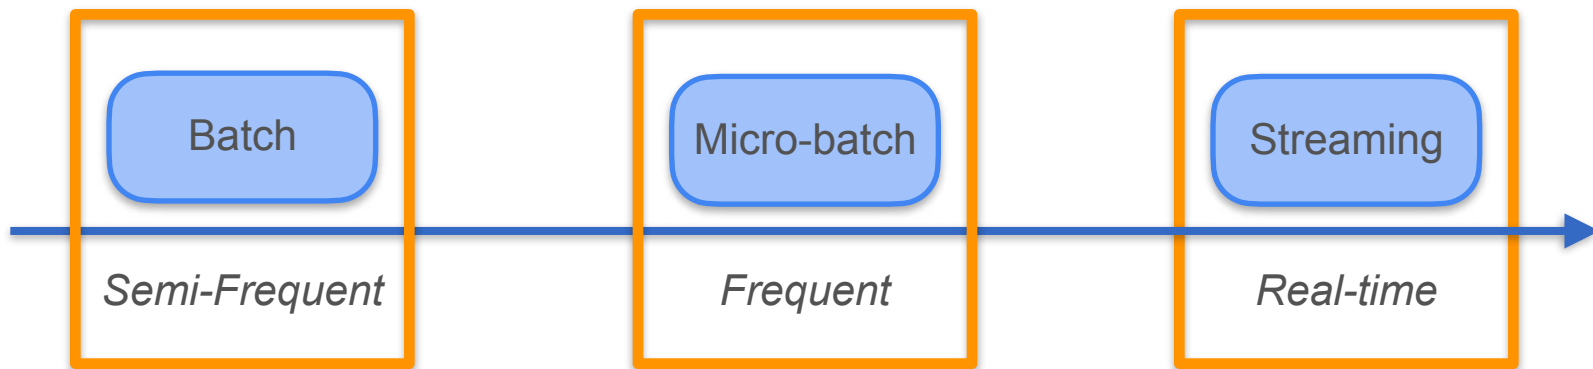 Batch
Micro-batch
Streaming
Semi-Frequent
Frequent
Real-time